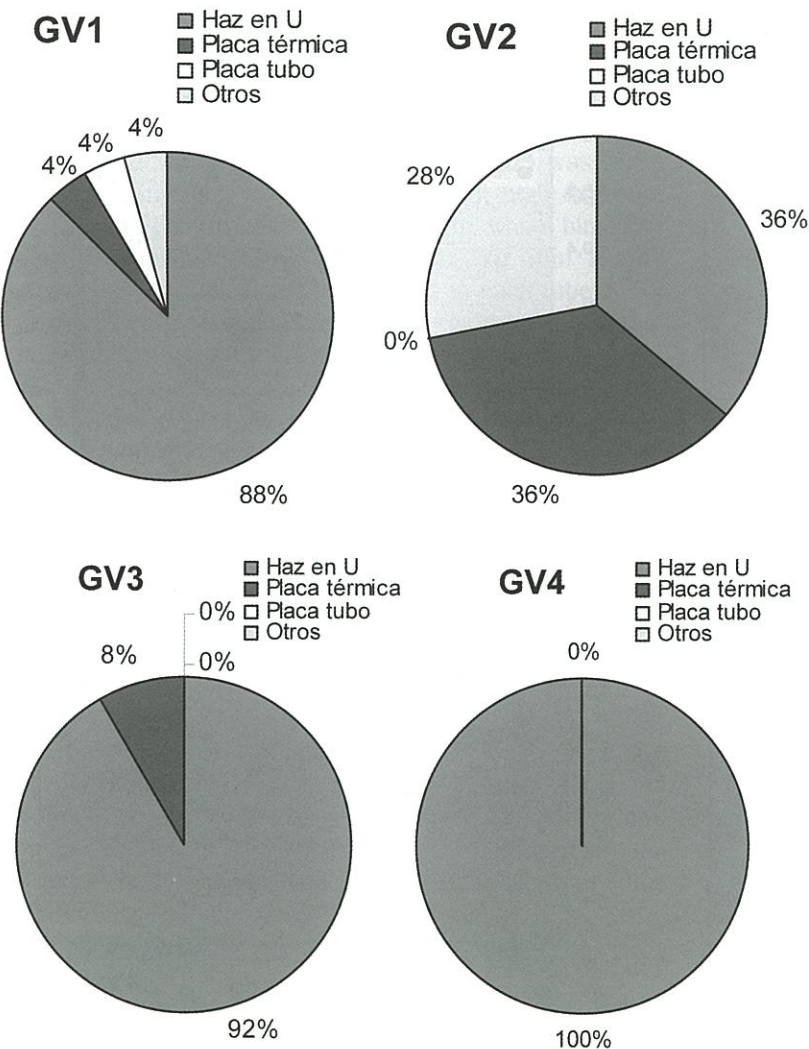 GV1
Haz en U
Placa térmica
Placa tubo
Otros
4%
4%
4%
88%
GV2
Haz en U
Placa térmica
Placa tubo
Otros
28%
36%
0%
36%
GV3
Haz en U
Placa térmica
Placa tubo
Otros
0%
0%
8%
92%
GV4
Haz en U
Placa térmica
Placa tubo
Otros
0%
100%